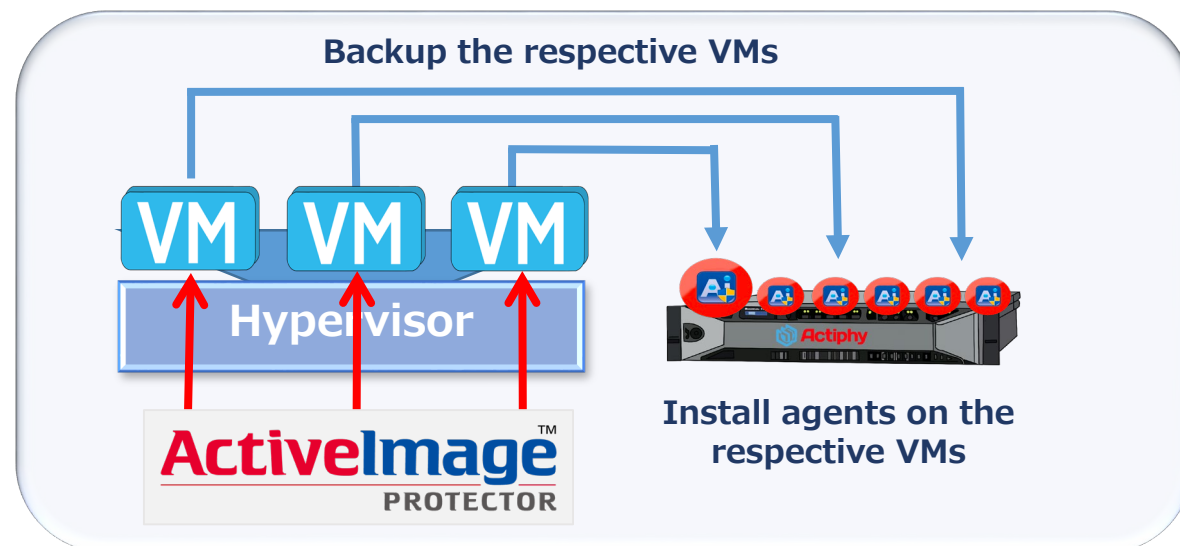 Backup the respective VMs
VM VM VM
Hypervisor
Actiphy
ActiveImage™
PROTECTOR
Install agents on the
respective VMs